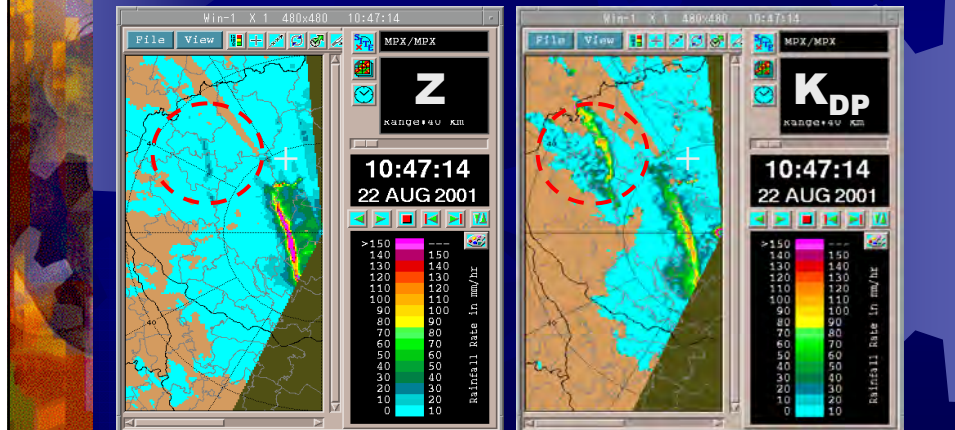 Win-1 X 1 480x480 10:47:14
File View
SITE
MPX/MPX
Z
Range:40 km
40
40
10:47:14
22 AUG 2001
>150 ---
140 150
130 140
120 130
110 120
100 110
90 100
80 90
70 80
60 70
50 60
40 50
30 40
20 30
10 20
0 10
Rainfall Rate in mm/hr
Win-1 X 1 480x480 10:47:14
File View
SITE
MPX/MPX
KDP
Range:40 km
40
40
10:47:14
22 AUG 2001
>150 ---
140 150
130 140
120 130
110 120
100 110
90 100
80 90
70 80
60 70
50 60
40 50
30 40
20 30
10 20
0 10
Rainfall Rate in mm/hr